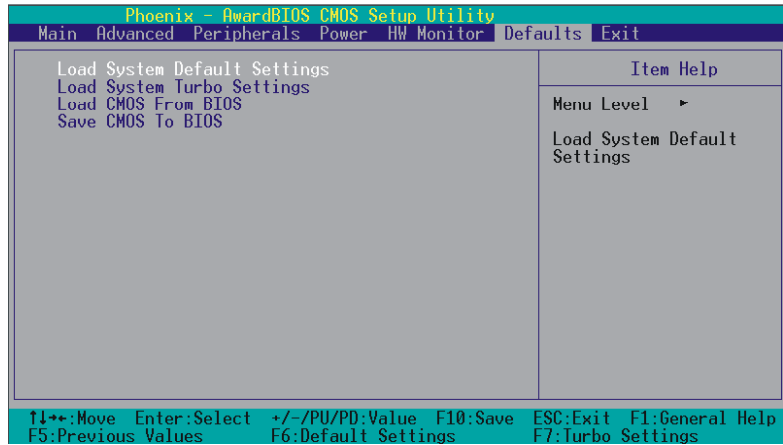 Phoenix - AwardBIOS CMOS Setup Utility
Main Advanced Peripherals Power HW Monitor Defaults Exit
Load System Default Settings
Load System Turbo Settings
Load CMOS From BIOS
Save CMOS To BIOS
Item Help
Menu Level ►
Load System Default
Settings
↑↓→←:Move Enter:Select +/-/PU/PD:Value F10:Save ESC:Exit F1:General Help
F5:Previous Values F6:Default Settings F7:Turbo Settings